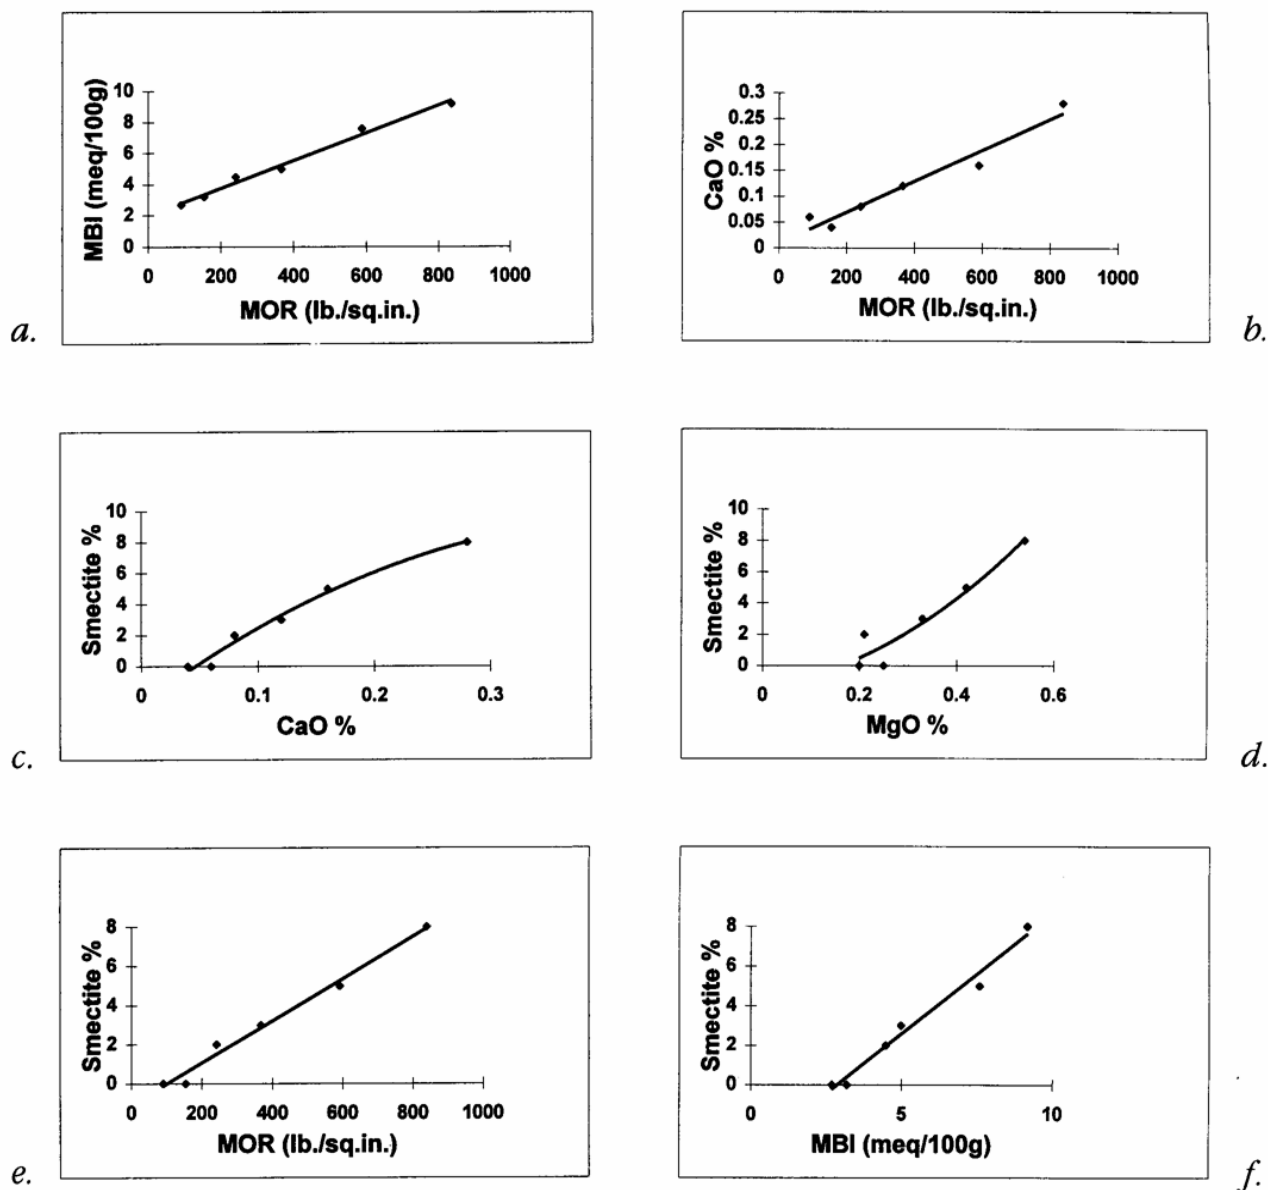 10
8
6
4
2
0
MBI (meq/100g)
0 200 400 600 800 1000
MOR (lb./sq.in.)
a.
0.3
0.25
0.2
0.15
0.1
0.05
0
CaO %
0 200 400 600 800 1000
MOR (lb./sq.in.)
b.
10
8
6
4
2
0
Smectite %
0 0.1 0.2 0.3
CaO %
c.
10
8
6
4
2
0
Smectite %
0 0.2 0.4 0.6
MgO %
d.
8
6
4
2
0
Smectite %
0 200 400 600 800 1000
MOR (lb./sq.in.)
e.
8
6
4
2
0
Smectite %
0 5 10
MBI (meq/100g)
f.